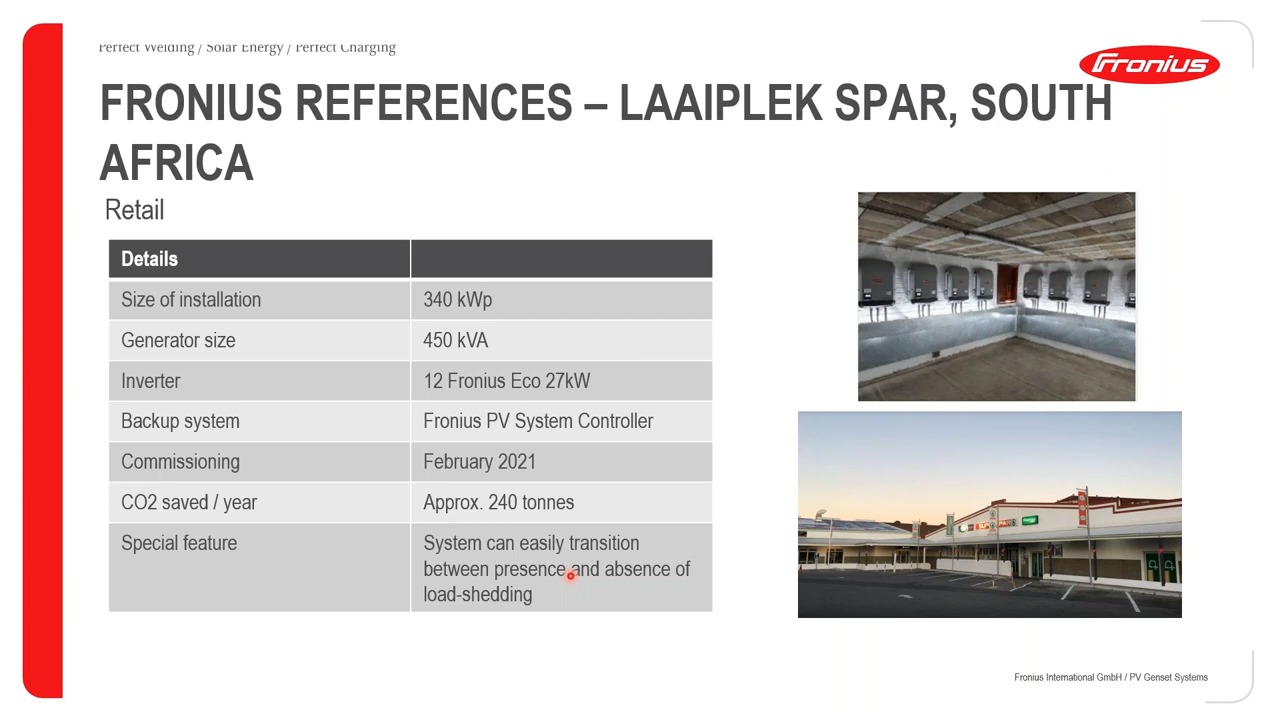 Perfect Welding / Solar Energy / Perfect Charging
Fronius
FRONIUS REFERENCES – LAAIPLEK SPAR, SOUTH
AFRICA
Retail
Details
Size of installation 340 kWp
Generator size 450 kVA
Inverter 12 Fronius Eco 27kW
Backup system Fronius PV System Controller
Commissioning February 2021
CO2 saved / year Approx. 240 tonnes
Special feature System can easily transition
between presence and absence of
load-shedding
Fronius International GmbH / PV Genset Systems